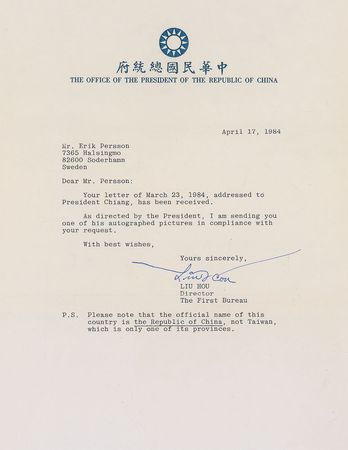 府統總國民華中
THE OFFICE OF THE PRESIDENT OF THE REPUBLIC OF CHINA
April 17, 1984
Mr. Erik Persson
7365 Halsingmo
82600 Soderhamm
Sweden
Dear Mr. Persson:
Your letter of March 23, 1984, addressed to
President Chiang, has been received.
As directed by the President, I am sending you
one of his autographed pictures in compliance with
your request.
With best wishes,
Yours sincerely,
Liu Hou
LIU HOU
Director
The First Bureau
P.S. Please note that the official name of this
country is the Republic of China, not Taiwan,
which is only one of its provinces.